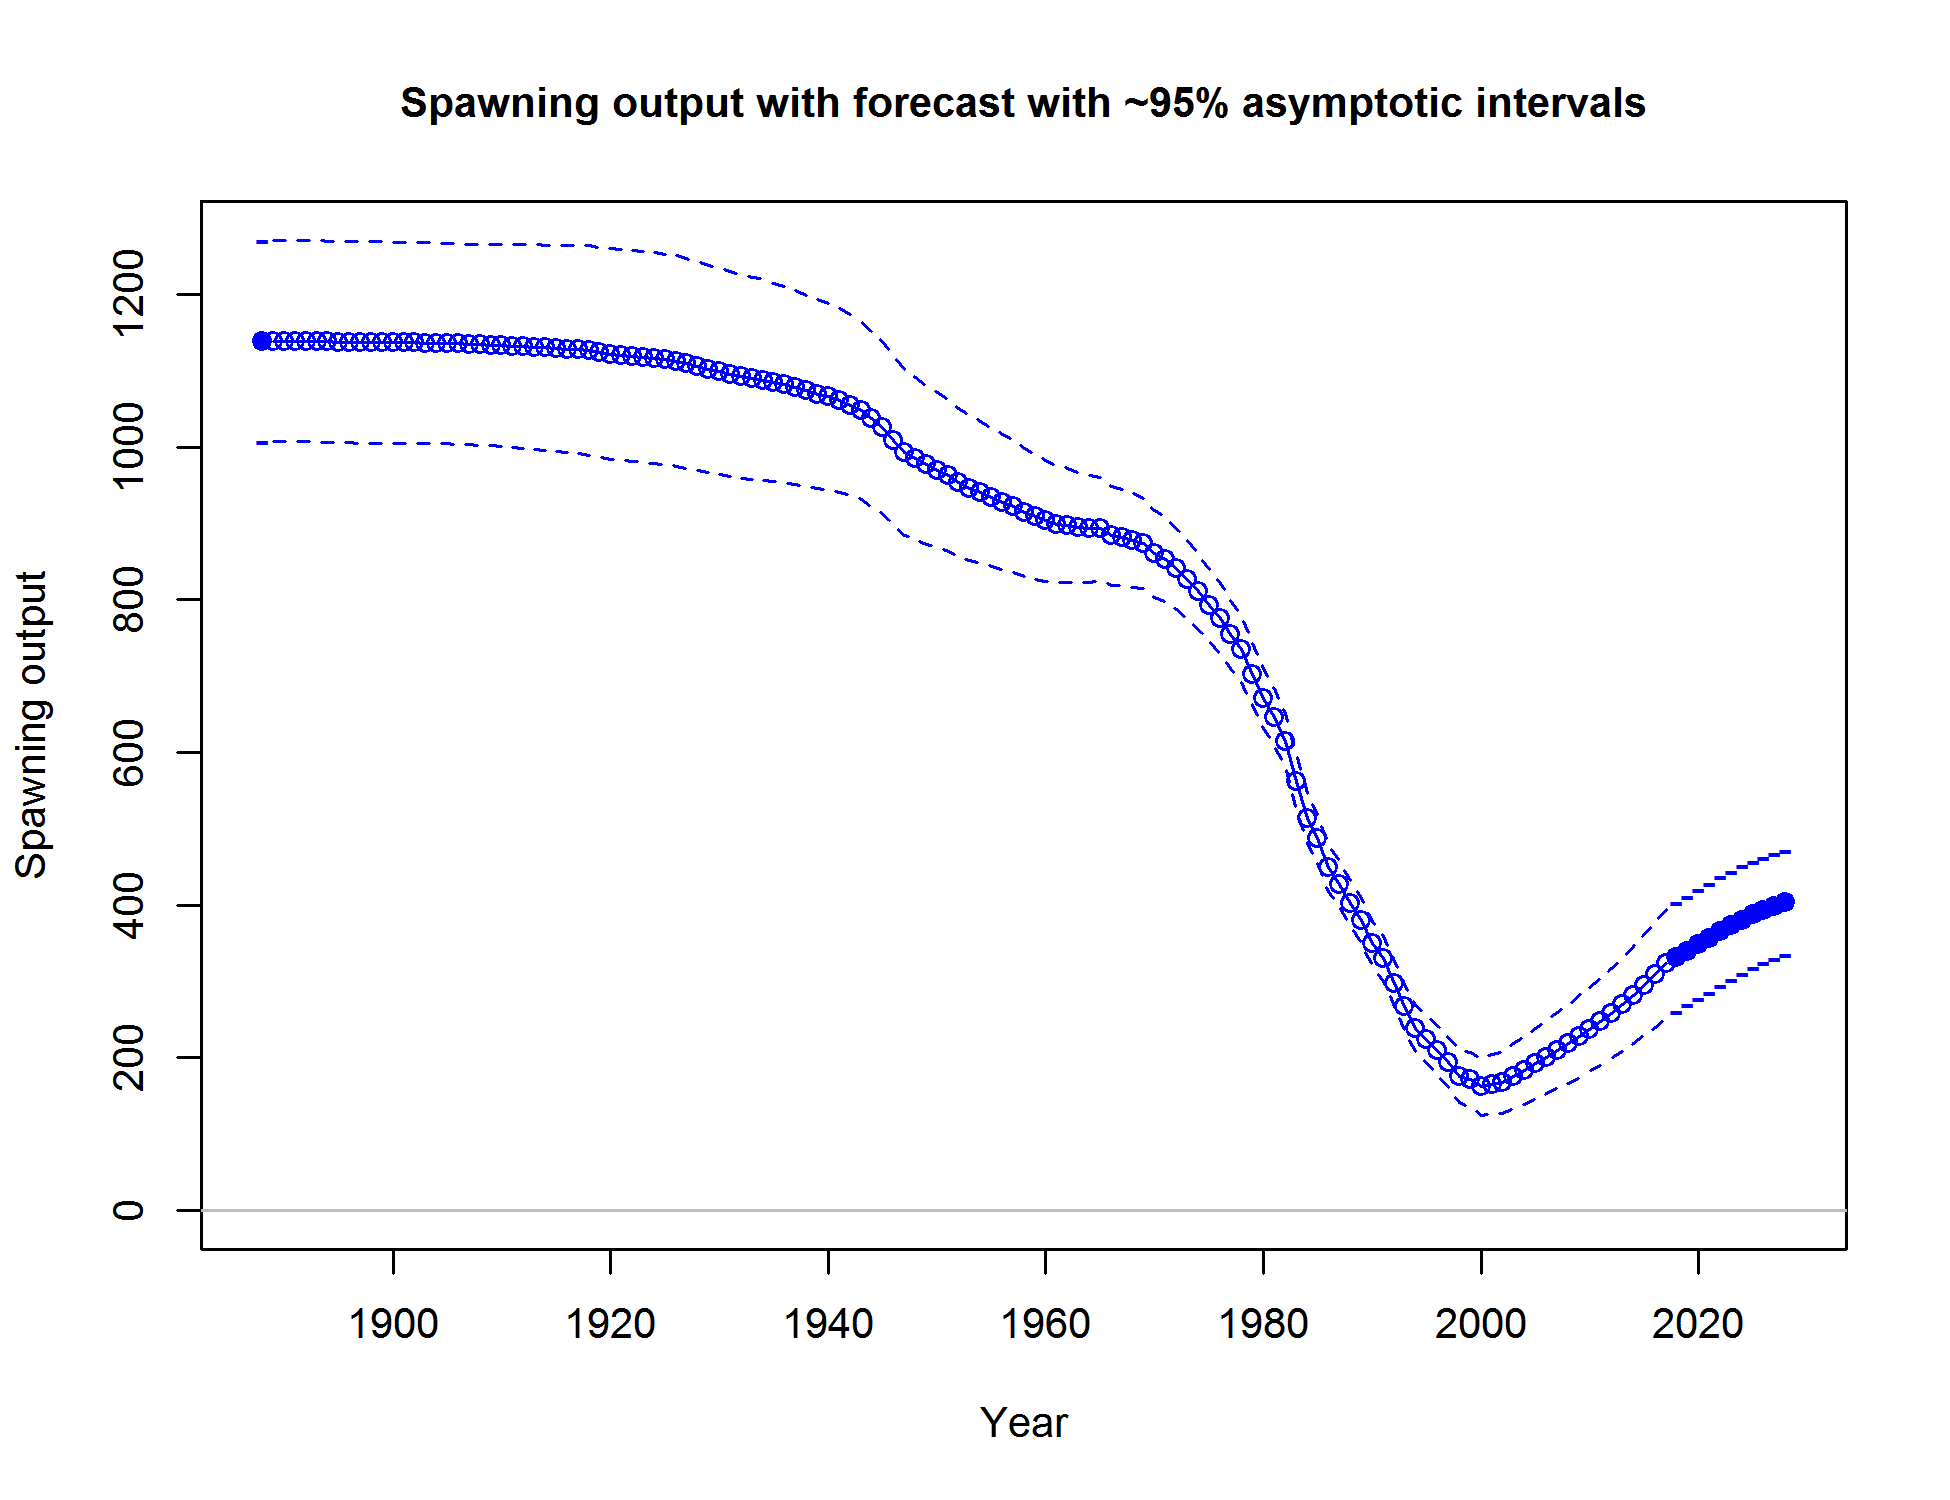 Spawning output with forecast with ~95% asymptotic intervals
Spawning output
1200
1000
800
600
400
200
0
1900 1920 1940 1960 1980 2000 2020
Year